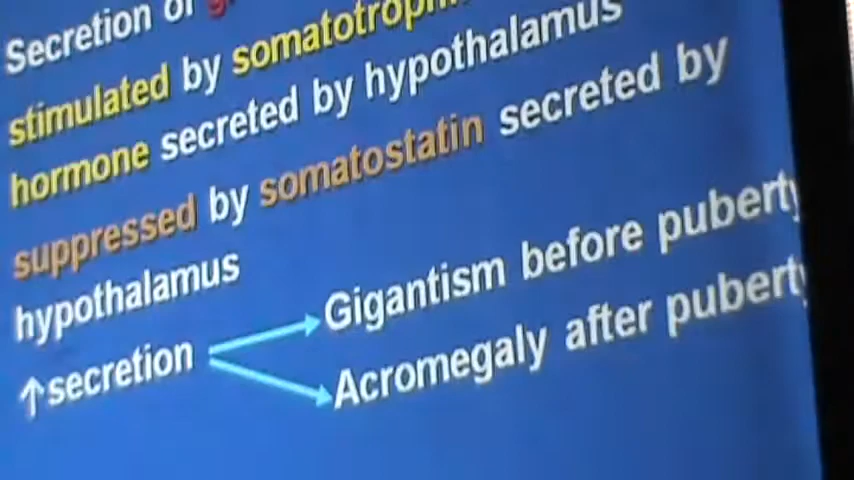 Secretion of
stimulated by somatotrophin
hormone secreted by hypothalamus
suppressed by somatostatin secreted by
hypothalamus
↑secretion
Gigantism before puberty
Acromegaly after puberty